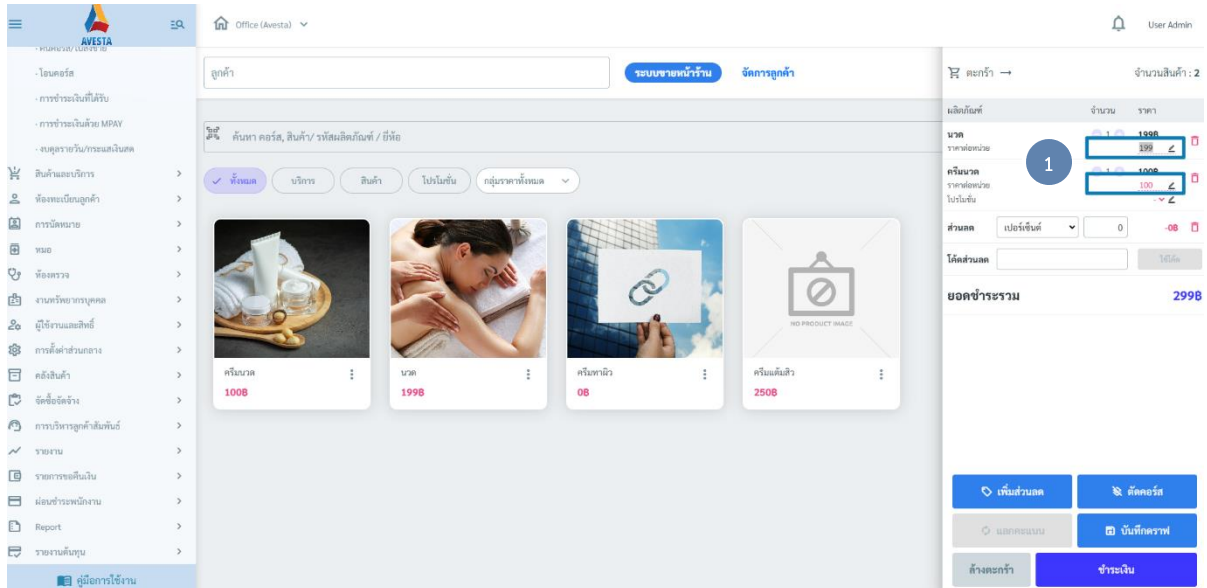 AVESTA
Office (Avesta)
User Admin
- โอนคอร์ส
- การชำระเงินที่ได้รับ
- การชำระเงินด้วย MPAY
- งบดุลรายวัน/กระแสเงินสด
สินค้าและบริการ
ห้องทะเบียนลูกค้า
การนัดหมาย
หมอ
ห้องตรวจ
งานทรัพยากรบุคคล
ผู้ใช้งานและสิทธิ์
การตั้งค่าส่วนกลาง
คลังสินค้า
จัดซื้อจัดจ้าง
การบริหารลูกค้าสัมพันธ์
รายงาน
รายการขอคืนเงิน
ผ่อนชำระพนักงาน
Report
รายงานต้นทุน
คู่มือการใช้งาน
ลูกค้า
ระบบขายหน้าร้าน
จัดการลูกค้า
ค้นหา คอร์ส, สินค้า/ รหัสผลิตภัณฑ์ / ยี่ห้อ
ทั้งหมด
บริการ
สินค้า
โปรโมชั่น
กลุ่มราคาทั้งหมด
NO PRODUCT IMAGE
ครีมนวด
100฿
นวด
199฿
ครีมทาผิว
0฿
ครีมแต้มสิว
250฿
ตะกร้า →
จำนวนสินค้า : 2
ผลิตภัณฑ์ จำนวน ราคา
นวด 1 199฿
ราคาต่อหน่วย 199
1
ครีมนวด 1 100฿
ราคาต่อหน่วย 100
โปรโมชั่น -
ส่วนลด เปอร์เซ็นต์ 0 -0฿
โค้ดส่วนลด ใช้โค้ด
ยอดชำระรวม 299฿
เพิ่มส่วนลด
ตัดคอร์ส
แลกคะแนน
บันทึกดราฟ
ล้างตะกร้า
ชำระเงิน